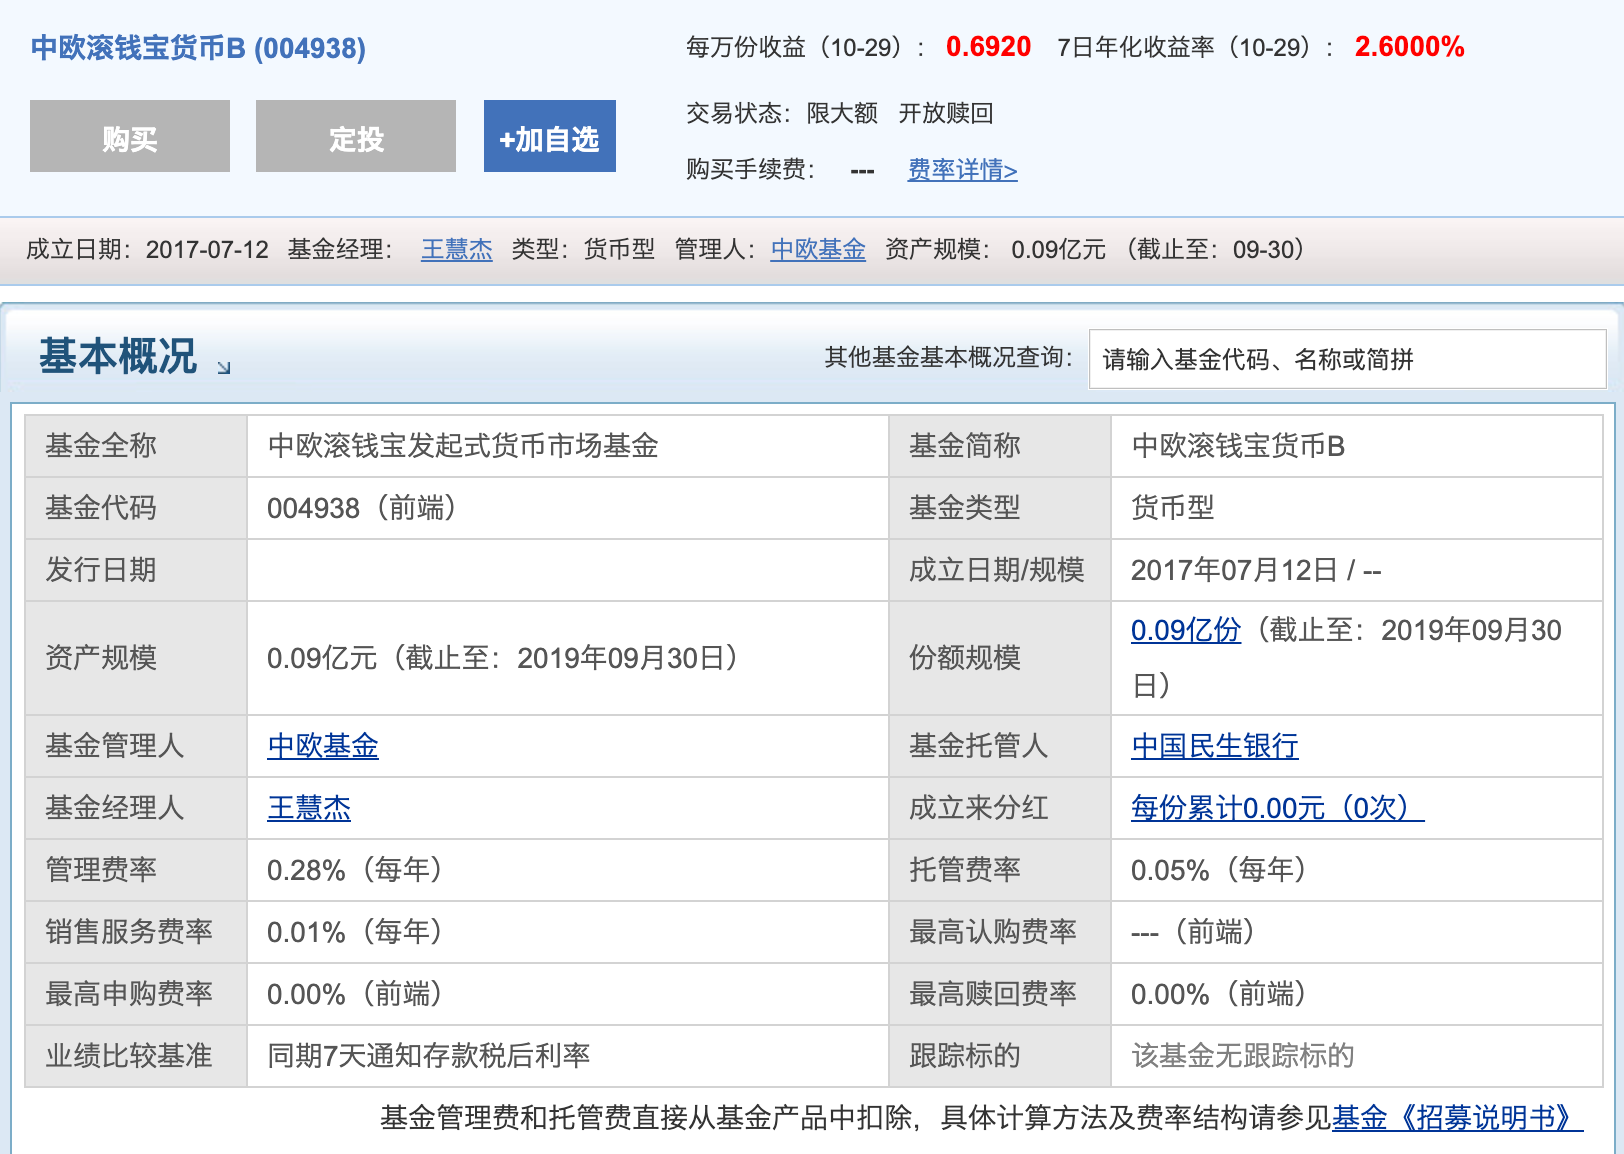 中欧滚钱宝货币B (004938)
每万份收益（10-29）： 0.6920 7日年化收益率（10-29）： 2.6000%
购买 定投 +加自选
交易状态：限大额 开放赎回
购买手续费： --- 费率详情>
成立日期：2017-07-12 基金经理： 王慧杰 类型：货币型 管理人：中欧基金 资产规模： 0.09亿元 （截止至：09-30）
基本概况
其他基金基本概况查询： 请输入基金代码、名称或简拼
基金全称 中欧滚钱宝发起式货币市场基金 基金简称 中欧滚钱宝货币B
基金代码 004938（前端） 基金类型 货币型
发行日期 成立日期/规模 2017年07月12日 / --
资产规模 0.09亿元（截止至：2019年09月30日） 份额规模 0.09亿份（截止至：2019年09月30
日）
基金管理人 中欧基金 基金托管人 中国民生银行
基金经理人 王慧杰 成立来分红 每份累计0.00元（0次）
管理费率 0.28%（每年） 托管费率 0.05%（每年）
销售服务费率 0.01%（每年） 最高认购费率 ---（前端）
最高申购费率 0.00%（前端） 最高赎回费率 0.00%（前端）
业绩比较基准 同期7天通知存款税后利率 跟踪标的 该基金无跟踪标的
基金管理费和托管费直接从基金产品中扣除，具体计算方法及费率结构请参见基金《招募说明书》